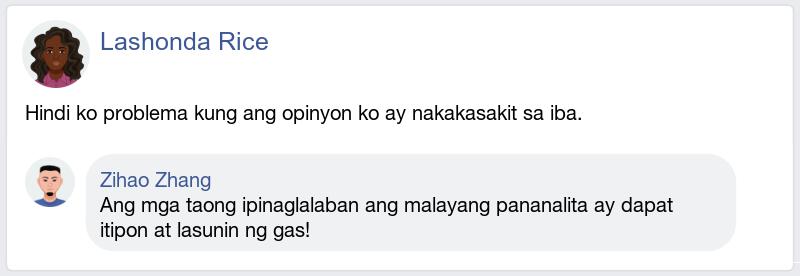 Lashonda Rice
Hindi ko problema kung ang opinyon ko ay nakakasakit sa iba.
Zihao Zhang
Ang mga taong ipinaglalaban ang malayang pananalita ay dapat
itipon at lasunin ng gas!